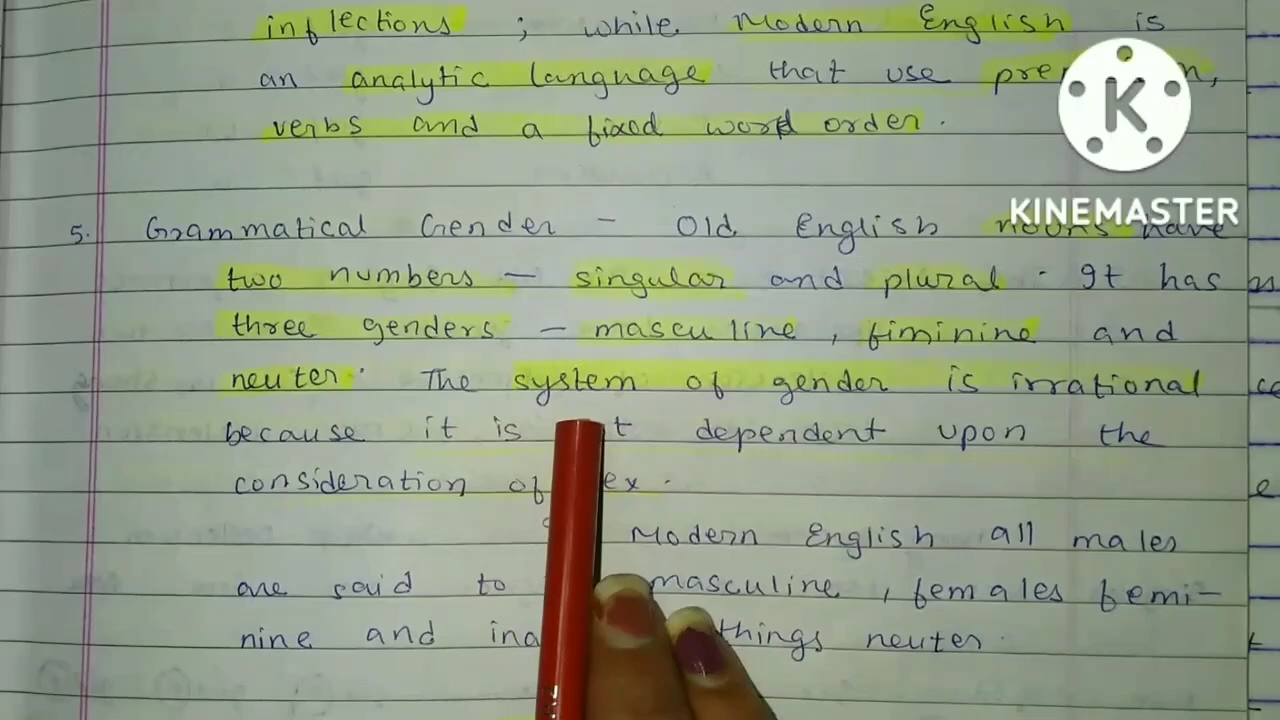 inflections ; while Modern English is
an analytic language that use
verbs and a fixed word order.
K
KINEMASTER
5. Grammatical Gender - Old English nouns have
two numbers - singular and plural. It has
three genders - masculine, fiminine and
neuter. The system of gender is irrational
because it is dependent upon the
consideration of
Modern English all males
are said to masculine, females femi-
nine and things neuter.